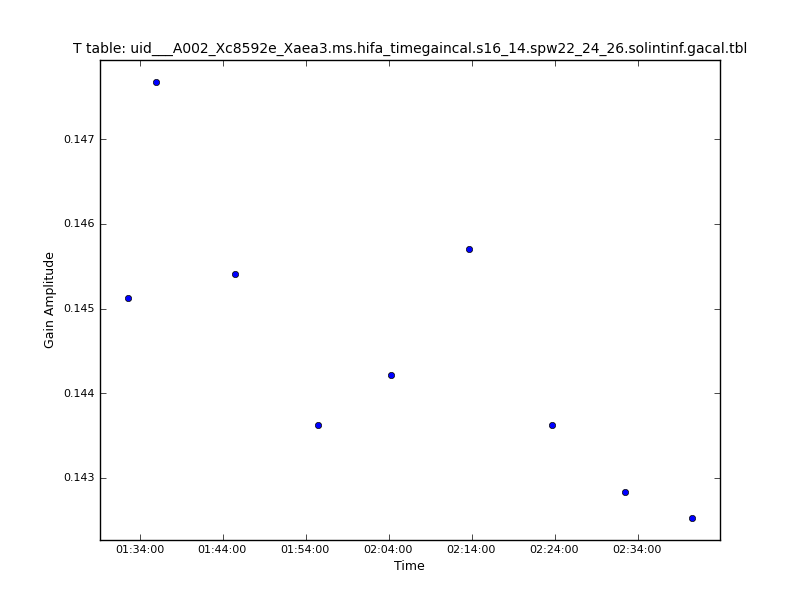 T table: uid___A002_Xc8592e_Xaea3.ms.hifa_timegaincal.s16_14.spw22_24_26.solintinf.gacal.tbl
0.147
0.146
0.145
0.144
0.143
Gain Amplitude
01:34:00 01:44:00 01:54:00 02:04:00 02:14:00 02:24:00 02:34:00
Time